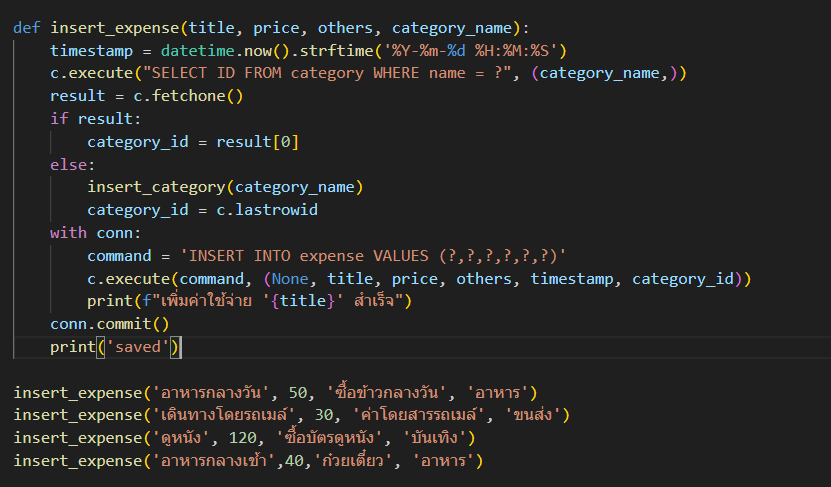 def insert_expense(title, price, others, category_name):
    timestamp = datetime.now().strftime('%Y-%m-%d %H:%M:%S')
    c.execute("SELECT ID FROM category WHERE name = ?", (category_name,))
    result = c.fetchone()
    if result:
        category_id = result[0]
    else:
        insert_category(category_name)
        category_id = c.lastrowid
    with conn:
        command = 'INSERT INTO expense VALUES (?,?,?,?,?,?)'
        c.execute(command, (None, title, price, others, timestamp, category_id))
        print(f"เพิ่มค่าใช้จ่าย '{title}' สำเร็จ")
    conn.commit()
    print('saved')
insert_expense('อาหารกลางวัน', 50, 'ซื้อข้าวกลางวัน', 'อาหาร')
insert_expense('เดินทางโดยรถเมล์', 30, 'ค่าโดยสารรถเมล์', 'ขนส่ง')
insert_expense('ดูหนัง', 120, 'ซื้อบัตรดูหนัง', 'บันเทิง')
insert_expense('อาหารกลางเช้า',40,'ก๋วยเตี๋ยว', 'อาหาร')